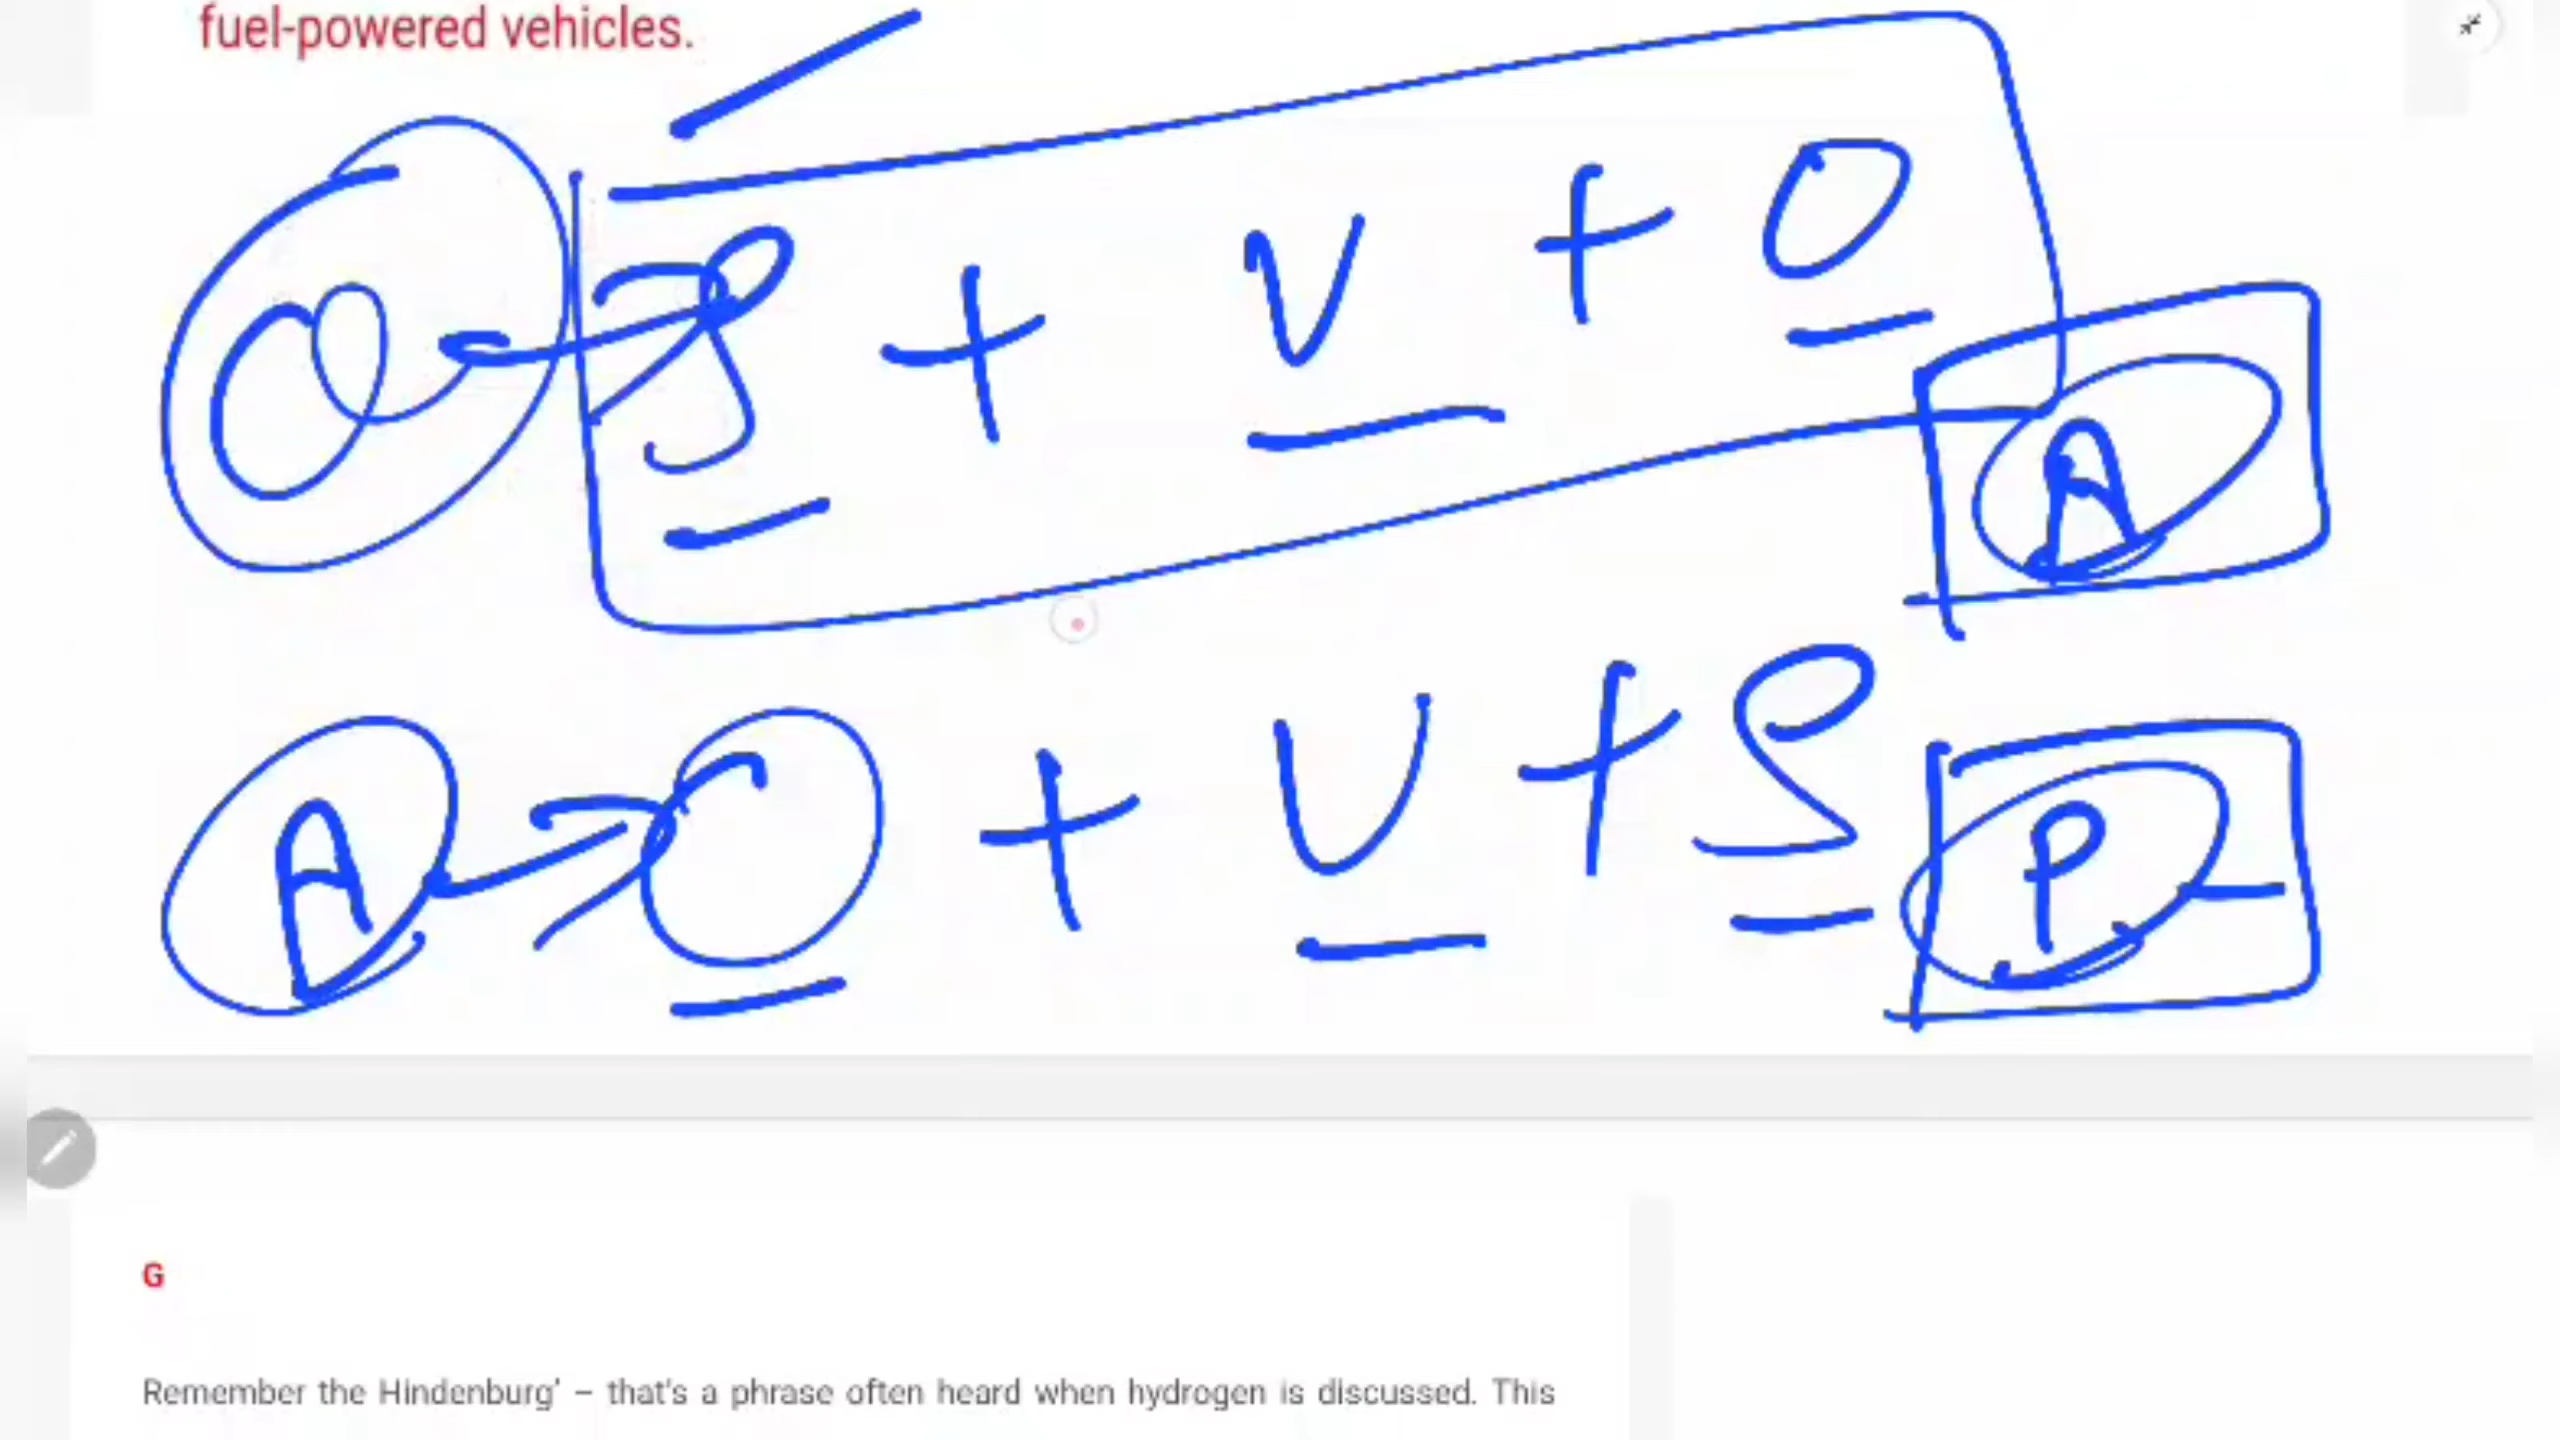 fuel-powered vehicles.
Q → S + V + O A
A → O + V + S P
G
Remember the Hindenburg' – that's a phrase often heard when hydrogen is discussed. This